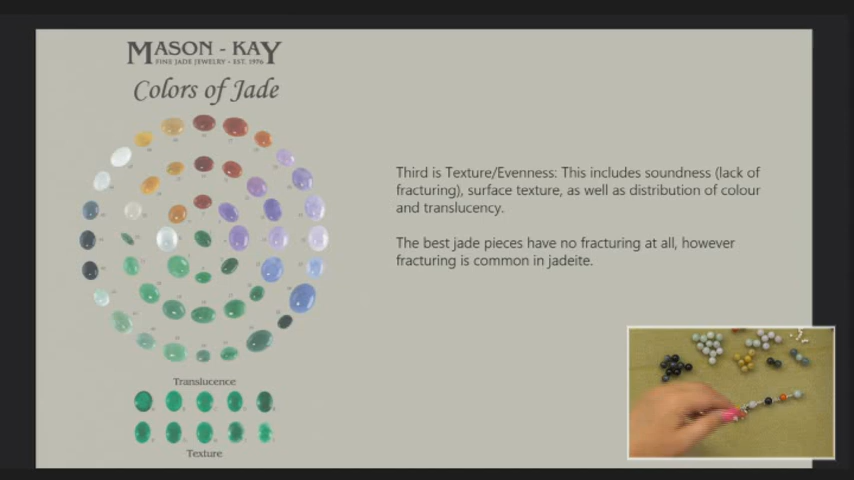 MASON - KAY
FINE JADE JEWELRY - EST. 1976
Colors of Jade
Third is Texture/Evenness: This includes soundness (lack of
fracturing), surface texture, as well as distribution of colour
and translucency.
The best jade pieces have no fracturing at all, however
fracturing is common in jadeite.
Translucence
Texture